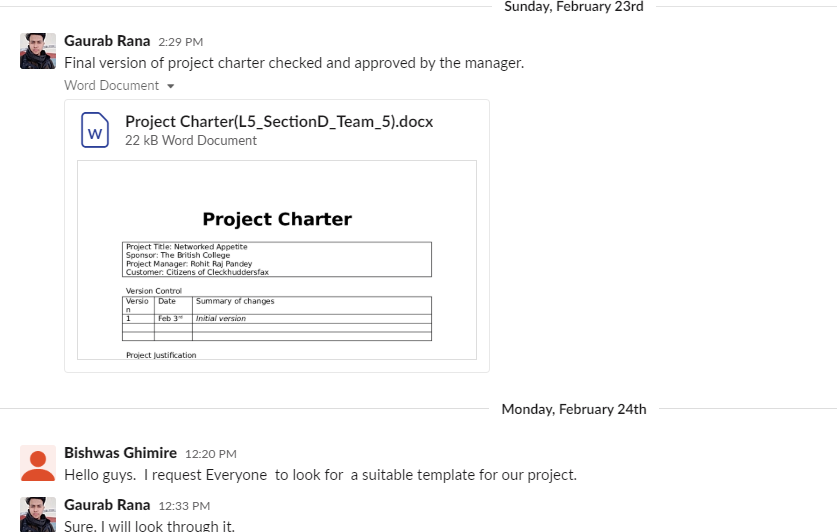 Sunday, February 23rd
Gaurab Rana 2:29 PM
Final version of project charter checked and approved by the manager.
Word Document
W
Project Charter(L5_SectionD_Team_5).docx
22 kB Word Document
Project Charter
Project Title: Networked Appetite
Sponsor: The British College
Project Manager: Rohit Raj Pandey
Customer: Citizens of Cleckhuddersfax
Version Control
Versio Date Summary of changes
n
1 Feb 3rd Initial version
Project Justification
Monday, February 24th
Bishwas Ghimire 12:20 PM
Hello guys.  I request Everyone  to look for  a suitable template for our project.
Gaurab Rana 12:33 PM
Sure. I will look through it.